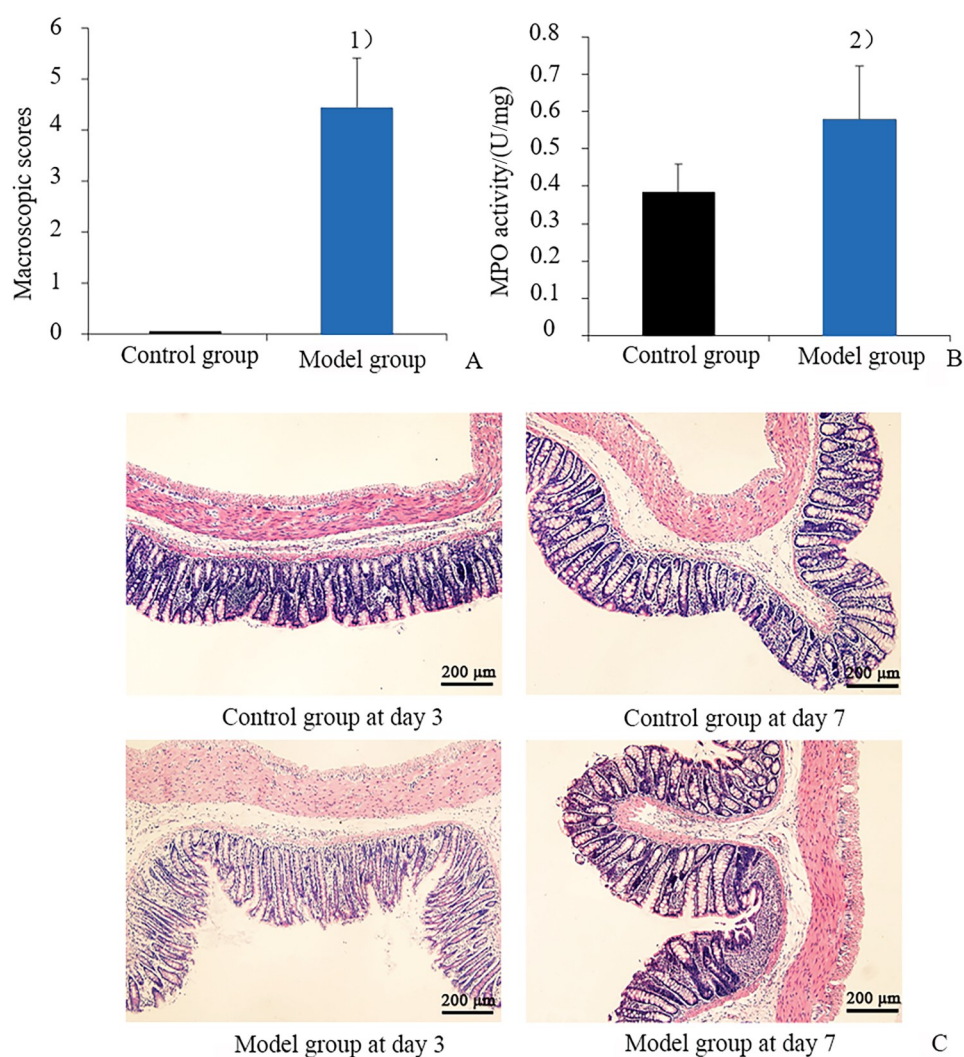 6
5
4
3
2
1
0
Macroscopic scores
1）
Control group
Model group
A
0.8
0.7
0.6
0.5
0.4
0.3
0.2
0.1
0
MPO activity/(U/mg)
2）
Control group
Model group
B
200 μm
Control group at day 3
200 μm
Control group at day 7
200 μm
Model group at day 3
200 μm
Model group at day 7
C